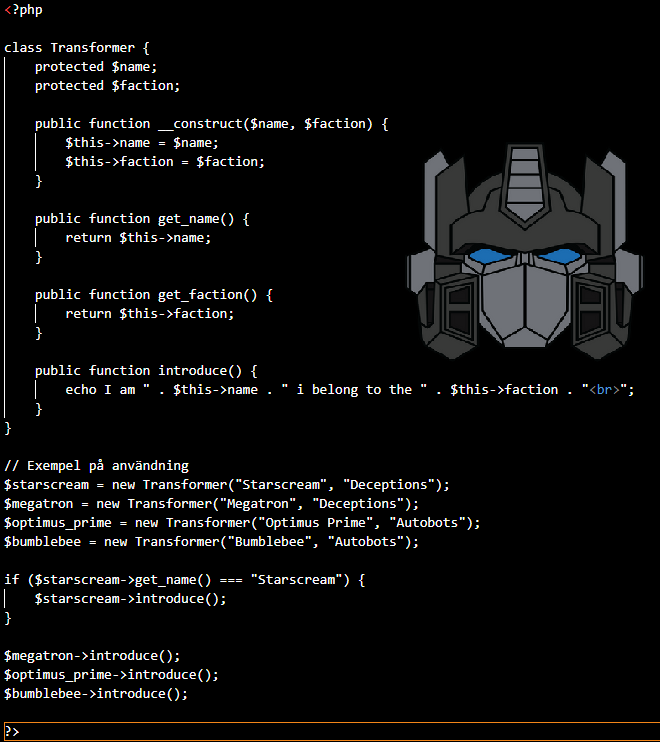 <?php
class Transformer {
protected $name;
protected $faction;
public function __construct($name, $faction) {
$this->name = $name;
$this->faction = $faction;
}
public function get_name() {
return $this->name;
}
public function get_faction() {
return $this->faction;
}
public function introduce() {
echo I am " . $this->name . " i belong to the " . $this->faction . "<br>";
}
}
// Exempel på användning
$starscream = new Transformer("Starscream", "Deceptions");
$megatron = new Transformer("Megatron", "Deceptions");
$optimus_prime = new Transformer("Optimus Prime", "Autobots");
$bumblebee = new Transformer("Bumblebee", "Autobots");
if ($starscream->get_name() === "Starscream") {
$starscream->introduce();
}
$megatron->introduce();
$optimus_prime->introduce();
$bumblebee->introduce();
?>